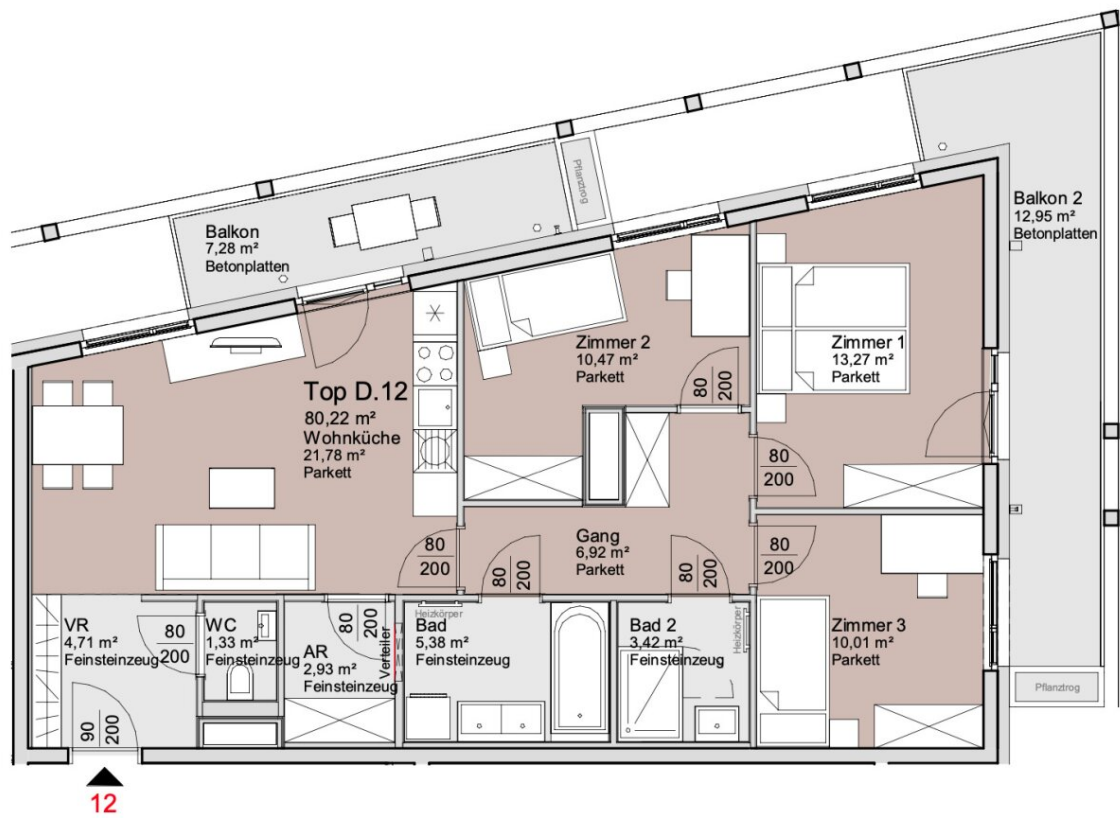 Balkon
7,28 m²
Betonplatten
Pflanztrog
Balkon 2
12,95 m²
Betonplatten
Top D.12
80,22 m²
Wohnküche
21,78 m²
Parkett
Zimmer 2
10,47 m²
Parkett
80
200
Zimmer 1
13,27 m²
Parkett
80
200
Gang
6,92 m²
Parkett
80
200
80
200
80
200
80
200
VR
4,71 m²
Feinsteinzeug
80
200
WC
1,33 m²
Feinsteinzeug
AR
2,93 m²
Feinsteinzeug
80
200
Verteiler
Heizkörper
Bad
5,38 m²
Feinsteinzeug
Bad 2
3,42 m²
Feinsteinzeug
Heizkörper
Zimmer 3
10,01 m²
Parkett
Pflanztrog
90
200
12